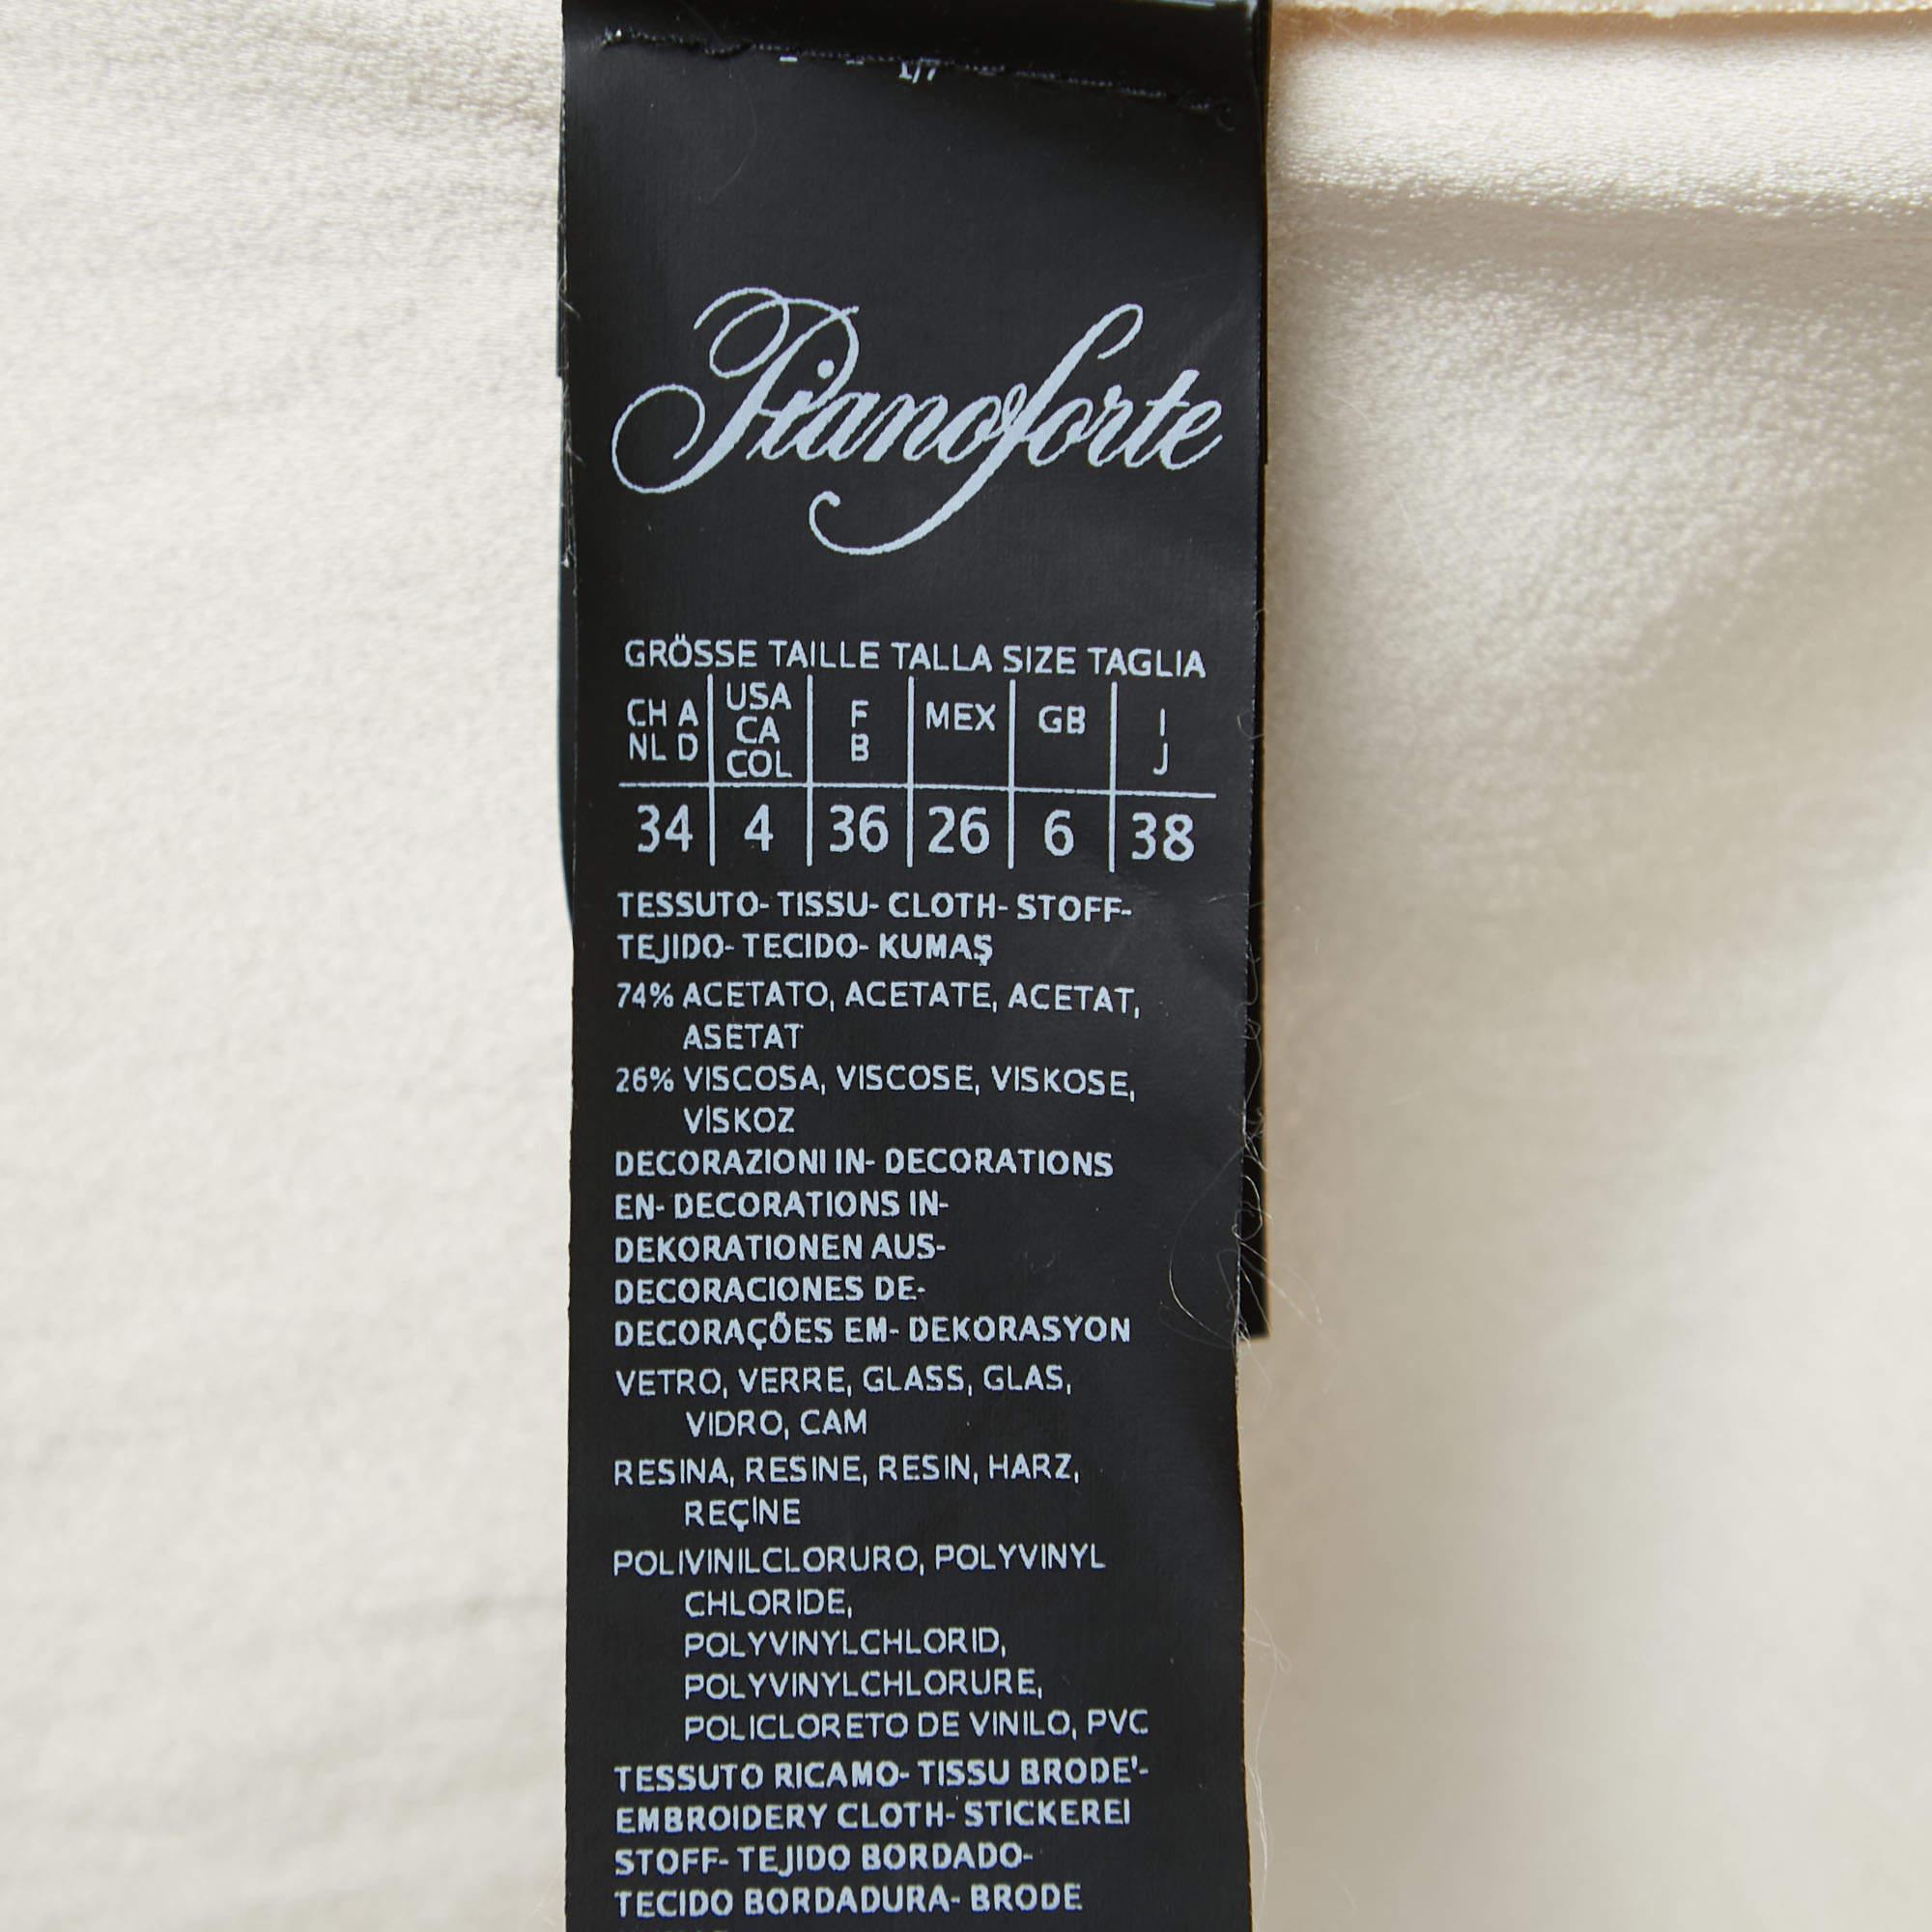 1/7
Pianoforte
GRÖSSE TAILLE TALLA SIZE TAGLIA
CH A NL D | USA CA COL | F B | MEX | GB | I J
34 | 4 | 36 | 26 | 6 | 38
TESSUTO- TISSU- CLOTH- STOFF-
TEJIDO- TECIDO- KUMAŞ
74% ACETATO, ACETATE, ACETAT,
ASETAT
26% VISCOSA, VISCOSE, VISKOSE,
VİSKOZ
DECORAZIONI IN- DECORATIONS
EN- DECORATIONS IN-
DEKORATIONEN AUS-
DECORACIONES DE-
DECORAÇÕES EM- DEKORASYON
VETRO, VERRE, GLASS, GLAS,
VIDRO, CAM
RESINA, RESINE, RESIN, HARZ,
REÇİNE
POLIVINILCLORURO, POLYVINYL
CHLORIDE,
POLYVINYLCHLORID,
POLYVINYLCHLORURE,
POLICLORETO DE VINILO, PVC
TESSUTO RICAMO- TISSU BRODE'-
EMBROIDERY CLOTH- STICKEREI
STOFF- TEJIDO BORDADO-
TECIDO BORDADURA- BRODE